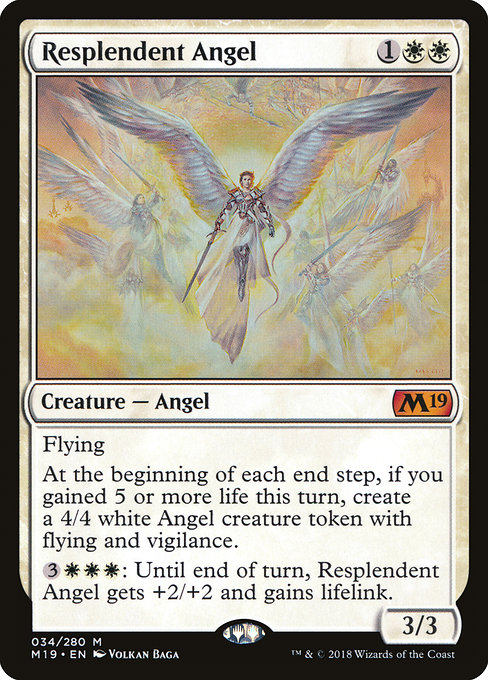 Resplendent Angel 1
Creature — Angel M19
Flying
At the beginning of each end step, if you
gained 5 or more life this turn, create
a 4/4 white Angel creature token with
flying and vigilance.
3: Until end of turn, Resplendent
Angel gets +2/+2 and gains lifelink.
3/3
034/280 M
M19 • EN Volkan Baga ™ & © 2018 Wizards of the Coast